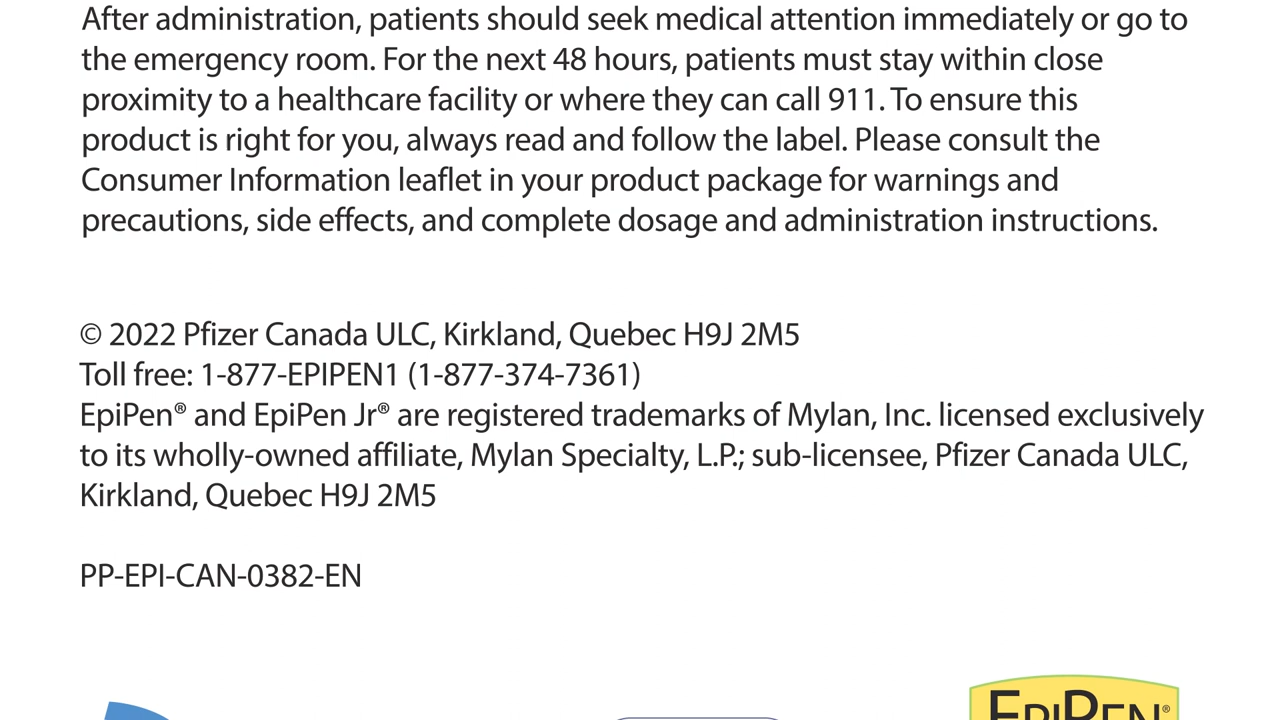 After administration, patients should seek medical attention immediately or go to
the emergency room. For the next 48 hours, patients must stay within close
proximity to a healthcare facility or where they can call 911. To ensure this
product is right for you, always read and follow the label. Please consult the
Consumer Information leaflet in your product package for warnings and
precautions, side effects, and complete dosage and administration instructions.
© 2022 Pfizer Canada ULC, Kirkland, Quebec H9J 2M5
Toll free: 1-877-EPIPEN1 (1-877-374-7361)
EpiPen® and EpiPen Jr® are registered trademarks of Mylan, Inc. licensed exclusively
to its wholly-owned affiliate, Mylan Specialty, L.P.; sub-licensee, Pfizer Canada ULC,
Kirkland, Quebec H9J 2M5
PP-EPI-CAN-0382-EN
EPIPEN®